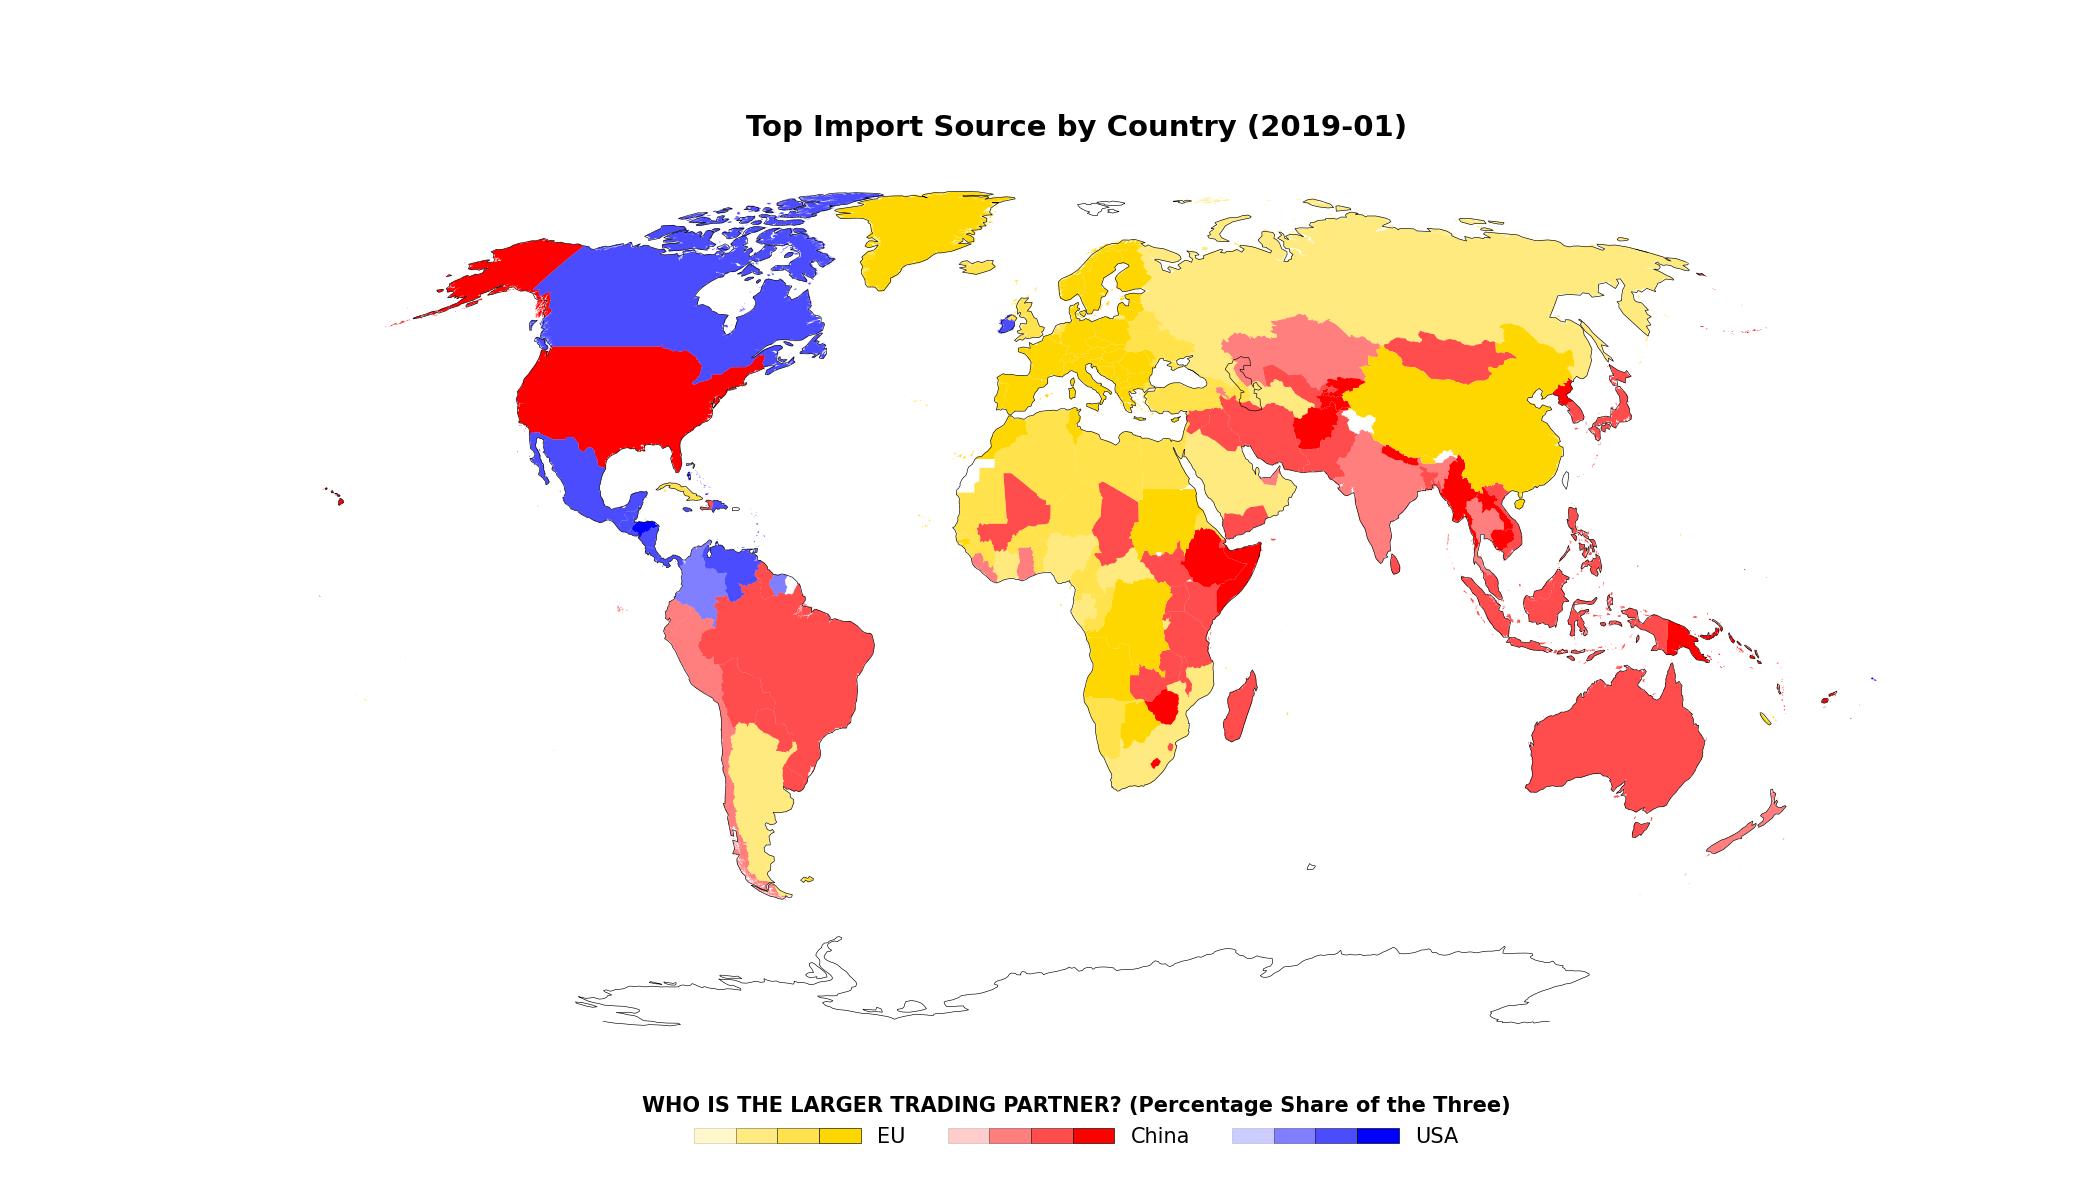 Top Import Source by Country (2019-01)
WHO IS THE LARGER TRADING PARTNER? (Percentage Share of the Three)
EU China USA